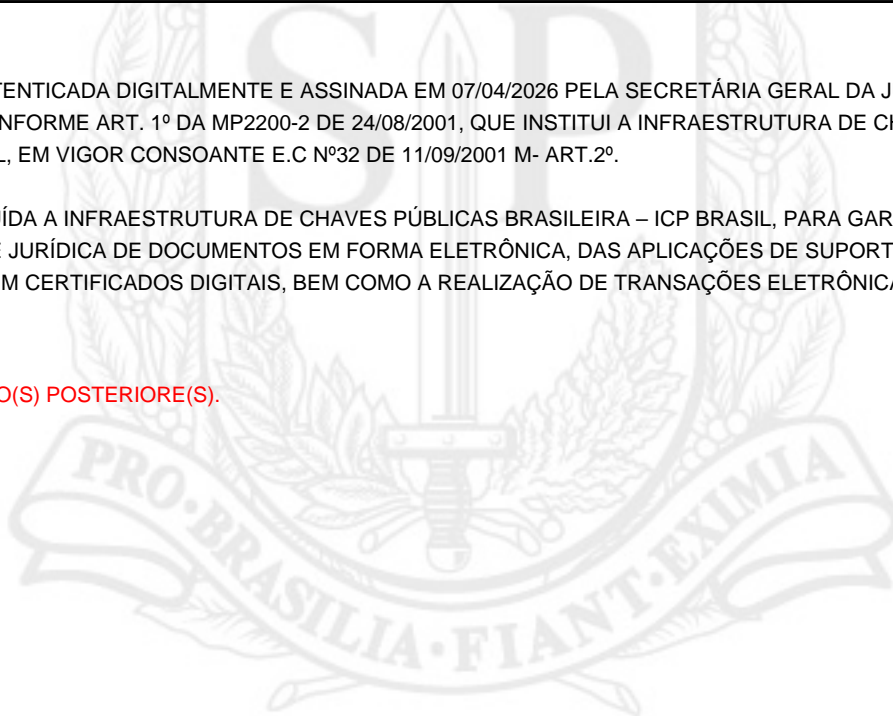 TENTICADA DIGITALMENTE E ASSINADA EM 07/04/2026 PELA SECRETÁRIA GERAL DA J
NFORME ART. 1º DA MP2200-2 DE 24/08/2001, QUE INSTITUI A INFRAESTRUTURA DE CH
L, EM VIGOR CONSOANTE E.C Nº32 DE 11/09/2001 M- ART.2º.
UÍDA A INFRAESTRUTURA DE CHAVES PÚBLICAS BRASILEIRA – ICP BRASIL, PARA GAR
E JURÍDICA DE DOCUMENTOS EM FORMA ELETRÔNICA, DAS APLICAÇÕES DE SUPORT
M CERTIFICADOS DIGITAIS, BEM COMO A REALIZAÇÃO DE TRANSAÇÕES ELETRÔNICA
O(S) POSTERIORE(S).
SP
PRO·BRASILIA·FIANT·EXIMIA